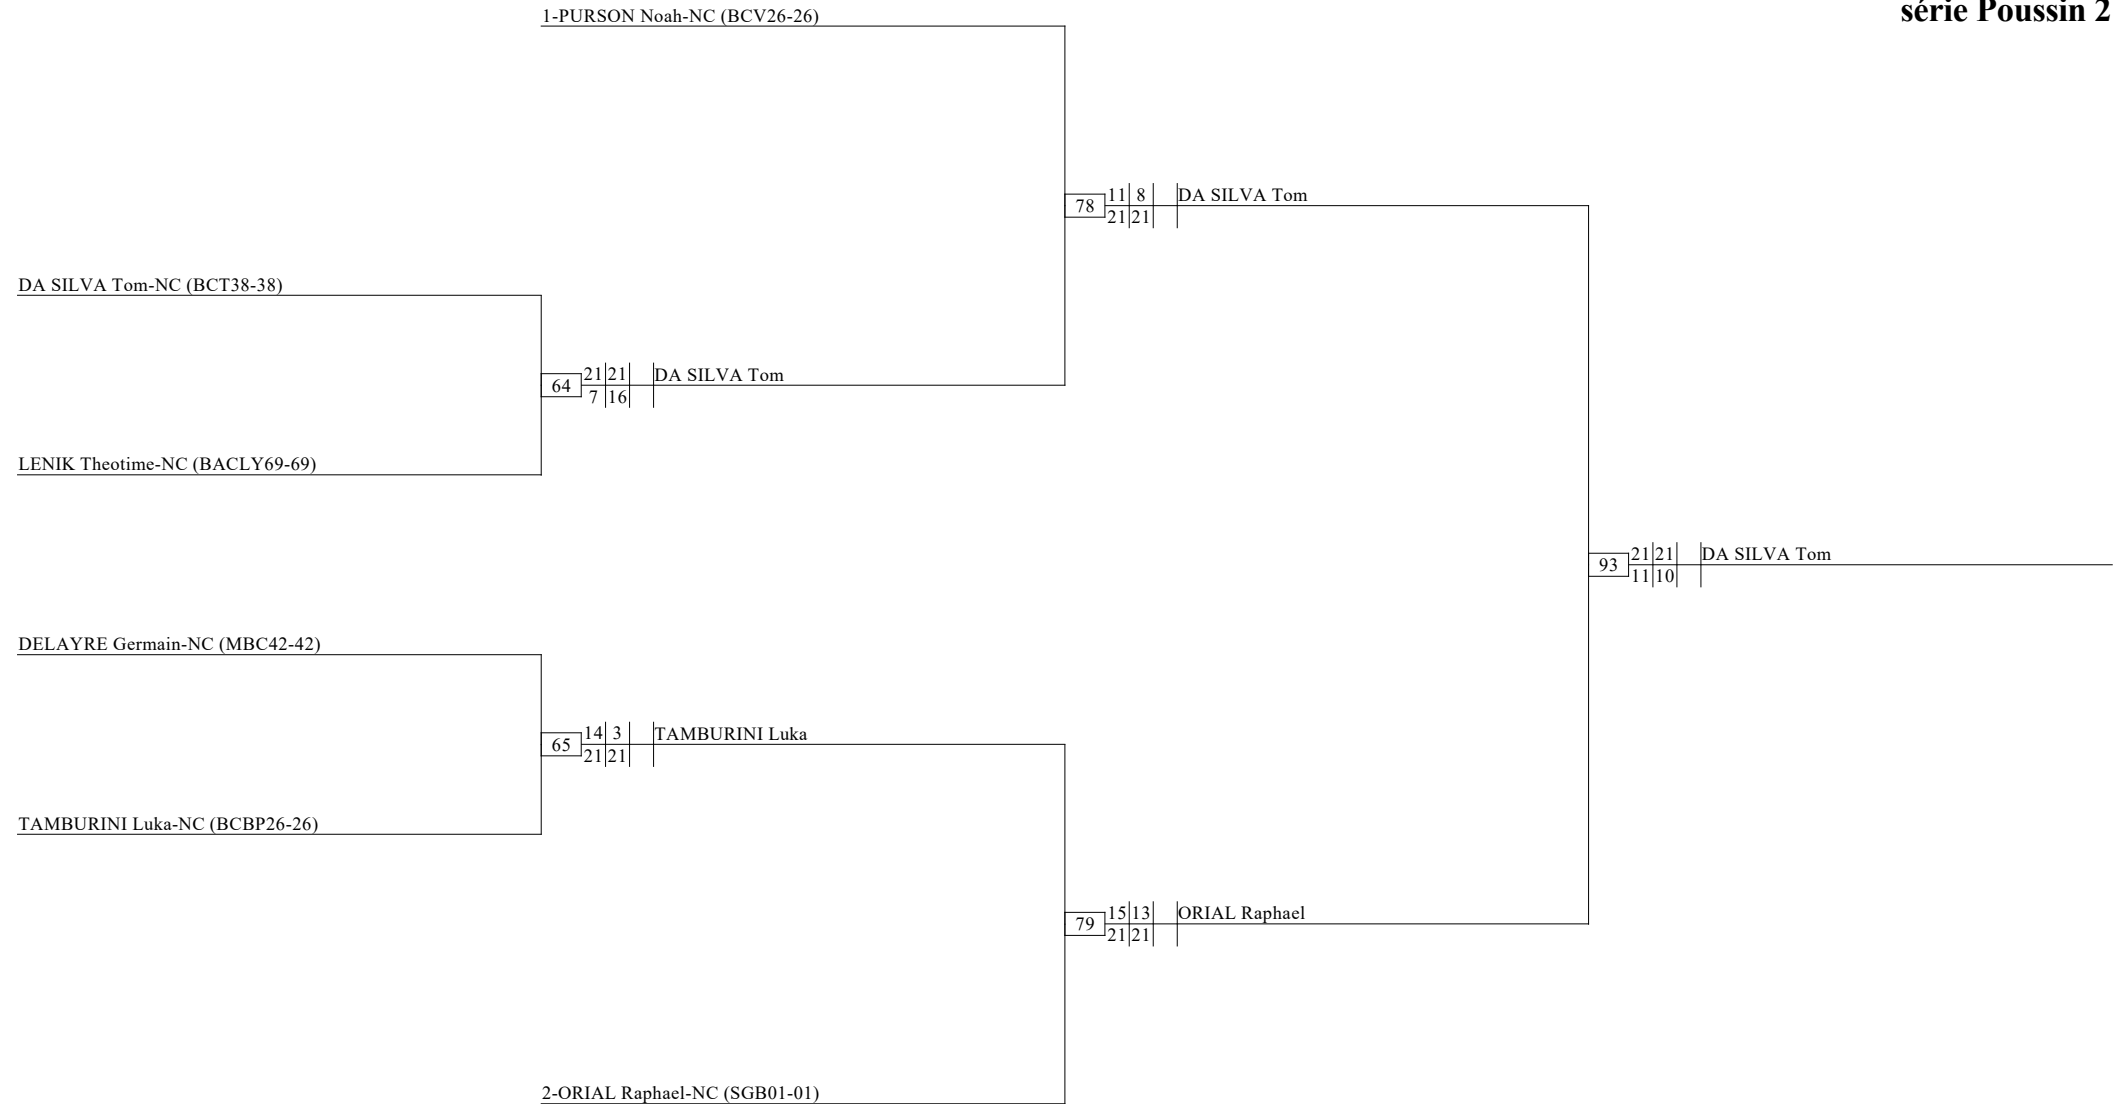 série Poussin 2
1-PURSON Noah-NC (BCV26-26)
78
11 8
21 21
DA SILVA Tom
DA SILVA Tom-NC (BCT38-38)
64
21 21
7 16
DA SILVA Tom
LENIK Theotime-NC (BACLY69-69)
93
21 21
11 10
DA SILVA Tom
DELAYRE Germain-NC (MBC42-42)
65
14 3
21 21
TAMBURINI Luka
TAMBURINI Luka-NC (BCBP26-26)
79
15 13
21 21
ORIAL Raphael
2-ORIAL Raphael-NC (SGB01-01)